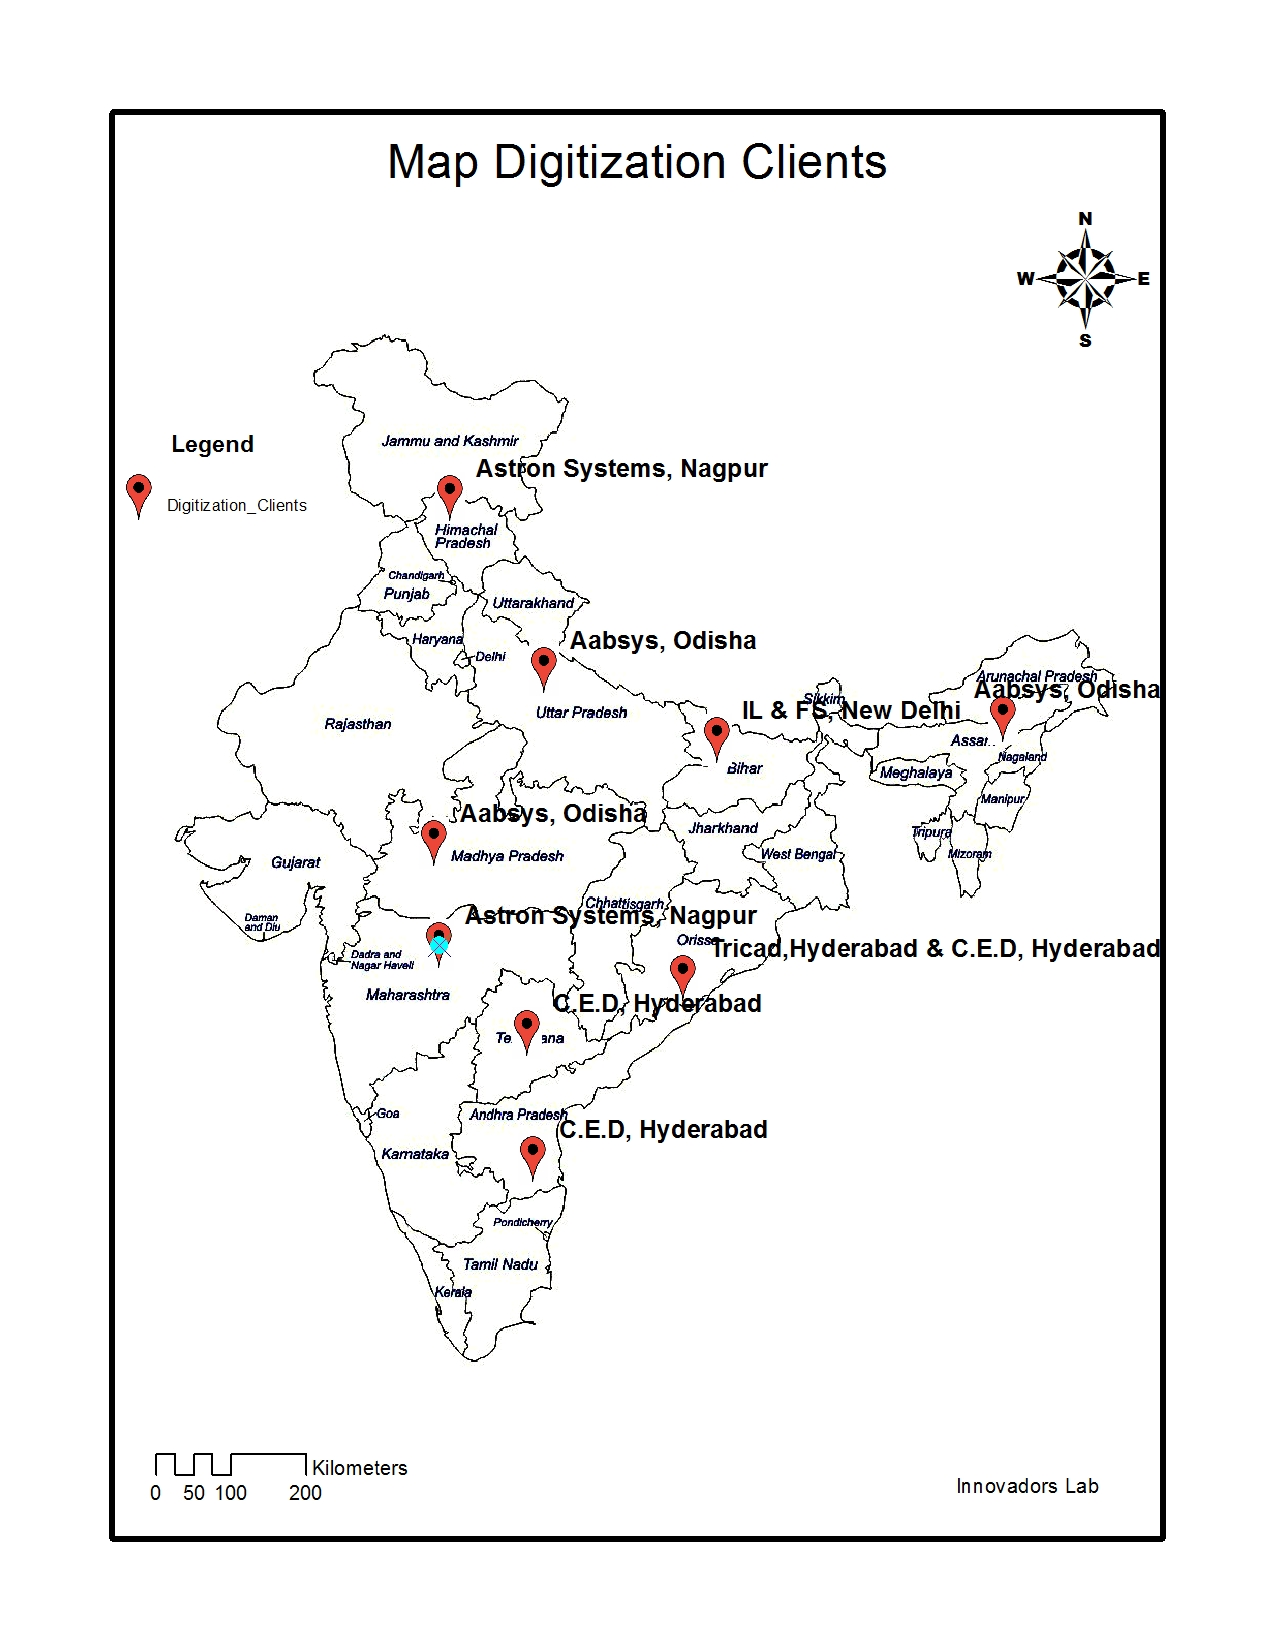 Map Digitization Clients
N
W
E
S
Legend
Digitization_Clients
Jammu and Kashmir
Astron Systems, Nagpur
Himachal
Pradesh
Chandigarh
Punjab
Uttarakhand
Haryana
Delhi
Aabsys, Odisha
Arunachal Pradesh
Aabsys, Odisha
Sikkim
IL & FS, New Delhi
Uttar Pradesh
Rajasthan
Assam
Nagaland
Bihar
Meghalaya
Manipur
Aabsys, Odisha
Jharkhand
Tripura
Madhya Pradesh
West Bengal
Mizoram
Gujarat
Chhattisgarh
Daman
and Diu
Astron Systems, Nagpur
Orissa
Tricad,Hyderabad & C.E.D, Hyderabad
Dadra and
Nagar Haveli
Maharashtra
C.E.D, Hyderabad
Te ana
Goa
Andhra Pradesh
C.E.D, Hyderabad
Karnataka
Pondicherry
Tamil Nadu
Kerala
Kilometers
0 50 100 200
Innovadors Lab